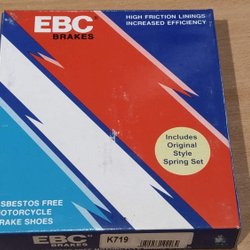 EBC
BRAKES
HIGH FRICTION LININGS
INCREASED EFFICIENCY
Includes
Original
Style
Spring Set
EBC
BRAKES
ASBESTOS FREE
MOTORCYCLE
BRAKE SHOES
K719